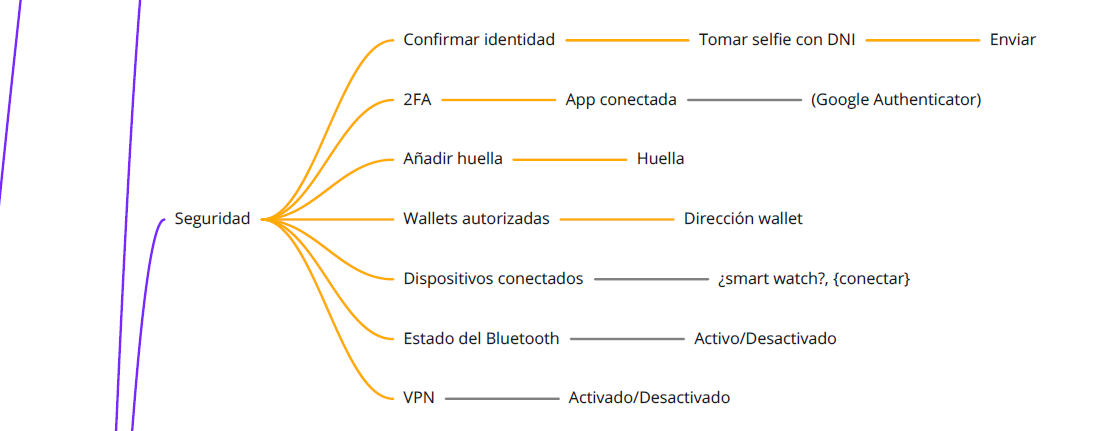 Confirmar identidad Tomar selfie con DNI Enviar
2FA App conectada (Google Authenticator)
Añadir huella Huella
Seguridad Wallets autorizadas Dirección wallet
Dispositivos conectados ¿smart watch?, {conectar}
Estado del Bluetooth Activo/Desactivado
VPN Activado/Desactivado